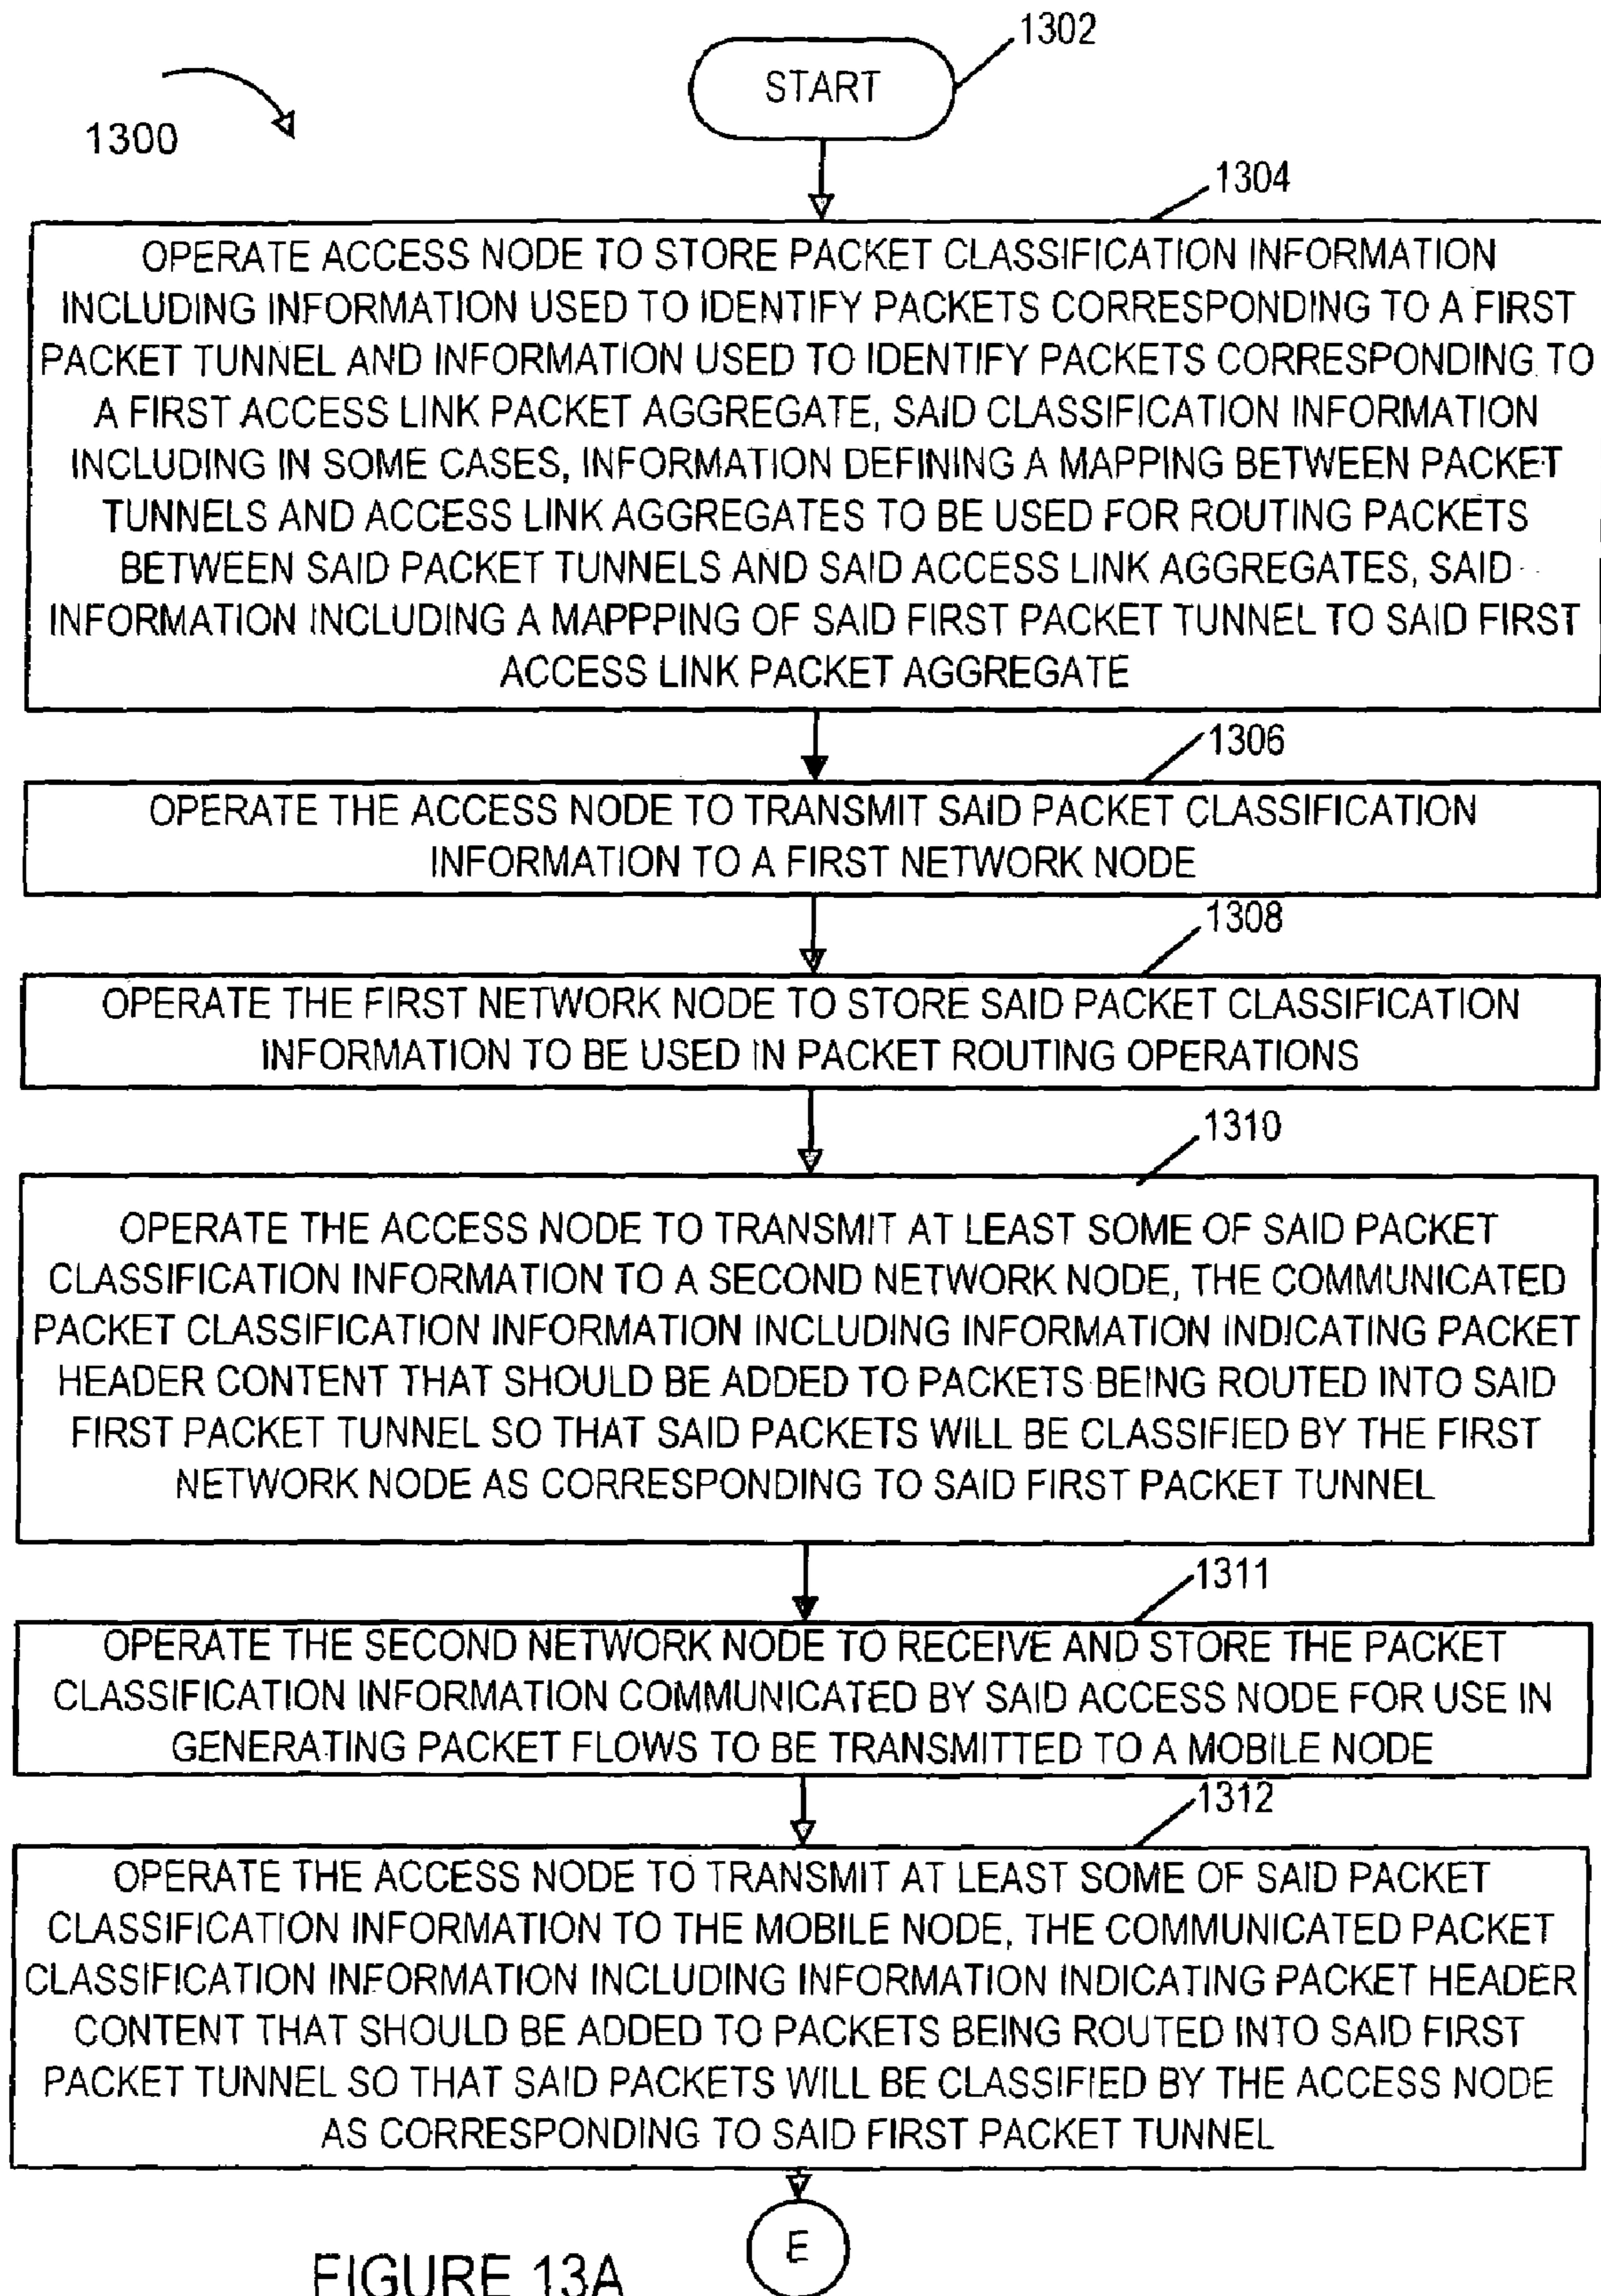 1302
START
1300
1304
OPERATE ACCESS NODE TO STORE PACKET CLASSIFICATION INFORMATION
INCLUDING INFORMATION USED TO IDENTIFY PACKETS CORRESPONDING TO A FIRST
PACKET TUNNEL AND INFORMATION USED TO IDENTIFY PACKETS CORRESPONDING TO
A FIRST ACCESS LINK PACKET AGGREGATE, SAID CLASSIFICATION INFORMATION
INCLUDING IN SOME CASES, INFORMATION DEFINING A MAPPING BETWEEN PACKET
TUNNELS AND ACCESS LINK AGGREGATES TO BE USED FOR ROUTING PACKETS
BETWEEN SAID PACKET TUNNELS AND SAID ACCESS LINK AGGREGATES, SAID
INFORMATION INCLUDING A MAPPPING OF SAID FIRST PACKET TUNNEL TO SAID FIRST
ACCESS LINK PACKET AGGREGATE
1306
OPERATE THE ACCESS NODE TO TRANSMIT SAID PACKET CLASSIFICATION
INFORMATION TO A FIRST NETWORK NODE
1308
OPERATE THE FIRST NETWORK NODE TO STORE SAID PACKET CLASSIFICATION
INFORMATION TO BE USED IN PACKET ROUTING OPERATIONS
1310
OPERATE THE ACCESS NODE TO TRANSMIT AT LEAST SOME OF SAID PACKET
CLASSIFICATION INFORMATION TO A SECOND NETWORK NODE, THE COMMUNICATED
PACKET CLASSIFICATION INFORMATION INCLUDING INFORMATION INDICATING PACKET
HEADER CONTENT THAT SHOULD BE ADDED TO PACKETS BEING ROUTED INTO SAID
FIRST PACKET TUNNEL SO THAT SAID PACKETS WILL BE CLASSIFIED BY THE FIRST
NETWORK NODE AS CORRESPONDING TO SAID FIRST PACKET TUNNEL
1311
OPERATE THE SECOND NETWORK NODE TO RECEIVE AND STORE THE PACKET
CLASSIFICATION INFORMATION COMMUNICATED BY SAID ACCESS NODE FOR USE IN
GENERATING PACKET FLOWS TO BE TRANSMITTED TO A MOBILE NODE
1312
OPERATE THE ACCESS NODE TO TRANSMIT AT LEAST SOME OF SAID PACKET
CLASSIFICATION INFORMATION TO THE MOBILE NODE, THE COMMUNICATED PACKET
CLASSIFICATION INFORMATION INCLUDING INFORMATION INDICATING PACKET HEADER
CONTENT THAT SHOULD BE ADDED TO PACKETS BEING ROUTED INTO SAID FIRST
PACKET TUNNEL SO THAT SAID PACKETS WILL BE CLASSIFIED BY THE ACCESS NODE
AS CORRESPONDING TO SAID FIRST PACKET TUNNEL
E
FIGURE 13A